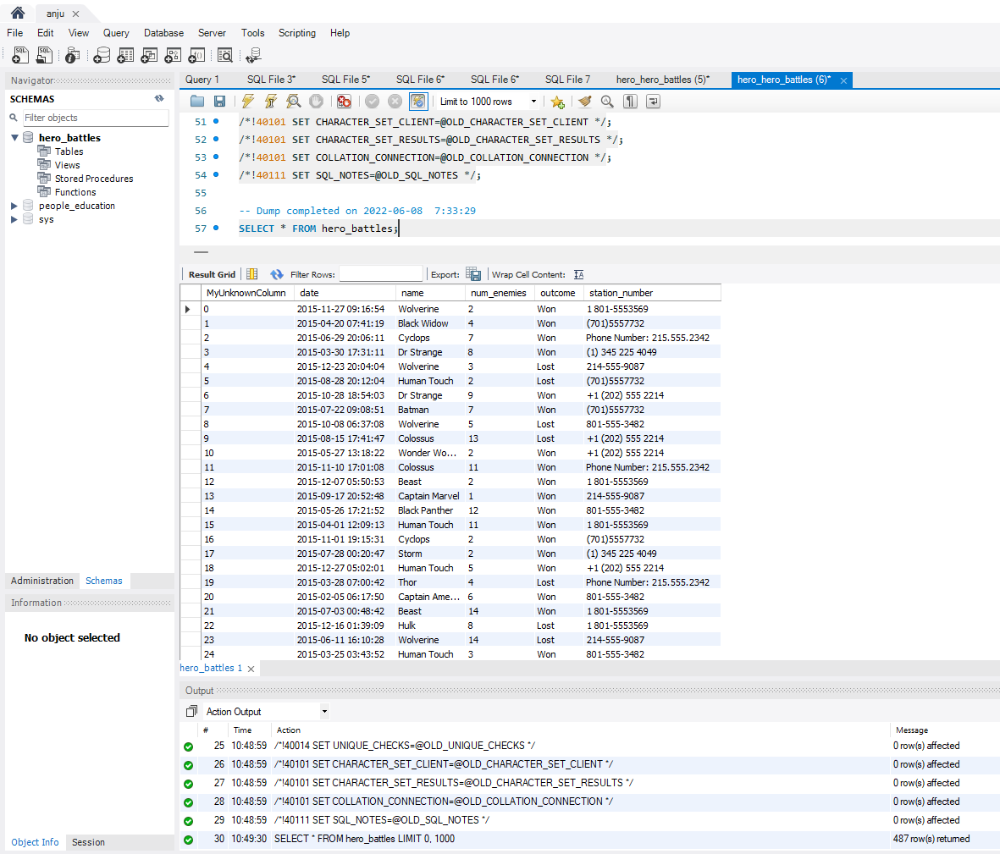 anju
File Edit View Query Database Server Tools Scripting Help
Navigator
SCHEMAS
Filter objects
hero_battles
Tables
Views
Stored Procedures
Functions
people_education
sys
Administration Schemas
Information
No object selected
Object Info Session
Query 1 SQL File 3* SQL File 5* SQL File 6* SQL File 6* SQL File 7 hero_hero_battles (5)* hero_hero_battles (6)*
Limit to 1000 rows
51 /*!40101 SET CHARACTER_SET_CLIENT=@OLD_CHARACTER_SET_CLIENT */;
52 /*!40101 SET CHARACTER_SET_RESULTS=@OLD_CHARACTER_SET_RESULTS */;
53 /*!40101 SET COLLATION_CONNECTION=@OLD_COLLATION_CONNECTION */;
54 /*!40111 SET SQL_NOTES=@OLD_SQL_NOTES */;
55
56 -- Dump completed on 2022-06-08  7:33:29
57 SELECT * FROM hero_battles;
Result Grid Filter Rows: Export: Wrap Cell Content:
MyUnknownColumn date name num_enemies outcome station_number
0 2015-11-27 09:16:54 Wolverine 2 Won 1 801-5553569
1 2015-04-20 07:41:19 Black Widow 4 Won (701)5557732
2 2015-06-29 20:06:11 Cyclops 7 Won Phone Number: 215.555.2342
3 2015-03-30 17:31:11 Dr Strange 8 Won (1) 345 225 4049
4 2015-12-23 20:04:04 Wolverine 3 Lost 214-555-9087
5 2015-08-28 20:12:04 Human Touch 2 Lost (701)5557732
6 2015-10-28 18:54:03 Dr Strange 9 Won +1 (202) 555 2214
7 2015-07-22 09:08:51 Batman 7 Won (701)5557732
8 2015-10-08 06:37:08 Wolverine 5 Lost 801-555-3482
9 2015-08-15 17:41:47 Colossus 13 Lost +1 (202) 555 2214
10 2015-05-27 13:18:22 Wonder Wo... 2 Won +1 (202) 555 2214
11 2015-11-10 17:01:08 Colossus 11 Won Phone Number: 215.555.2342
12 2015-12-07 05:50:53 Beast 2 Won 1 801-5553569
13 2015-09-17 20:52:48 Captain Marvel 1 Won 214-555-9087
14 2015-05-26 17:21:52 Black Panther 12 Won 801-555-3482
15 2015-04-01 12:09:13 Human Touch 11 Won 1 801-5553569
16 2015-11-01 19:15:31 Cyclops 2 Won (701)5557732
17 2015-07-28 00:20:47 Storm 2 Won (1) 345 225 4049
18 2015-12-27 05:02:01 Human Touch 5 Won +1 (202) 555 2214
19 2015-03-28 07:00:42 Thor 4 Lost Phone Number: 215.555.2342
20 2015-02-05 06:17:50 Captain Ame... 6 Won 801-555-3482
21 2015-07-03 00:48:42 Beast 14 Won 1 801-5553569
22 2015-12-16 01:39:09 Hulk 8 Lost 1 801-5553569
23 2015-06-11 16:10:28 Wolverine 14 Lost 214-555-9087
24 2015-03-25 03:43:52 Human Touch 3 Won 801-555-3482
hero_battles 1
Output
Action Output
# Time Action Message
25 10:48:59 /*!40014 SET UNIQUE_CHECKS=@OLD_UNIQUE_CHECKS */ 0 row(s) affected
26 10:48:59 /*!40101 SET CHARACTER_SET_CLIENT=@OLD_CHARACTER_SET_CLIENT */ 0 row(s) affected
27 10:48:59 /*!40101 SET CHARACTER_SET_RESULTS=@OLD_CHARACTER_SET_RESULTS */ 0 row(s) affected
28 10:48:59 /*!40101 SET COLLATION_CONNECTION=@OLD_COLLATION_CONNECTION */ 0 row(s) affected
29 10:48:59 /*!40111 SET SQL_NOTES=@OLD_SQL_NOTES */ 0 row(s) affected
30 10:49:30 SELECT * FROM hero_battles LIMIT 0, 1000 487 row(s) returned